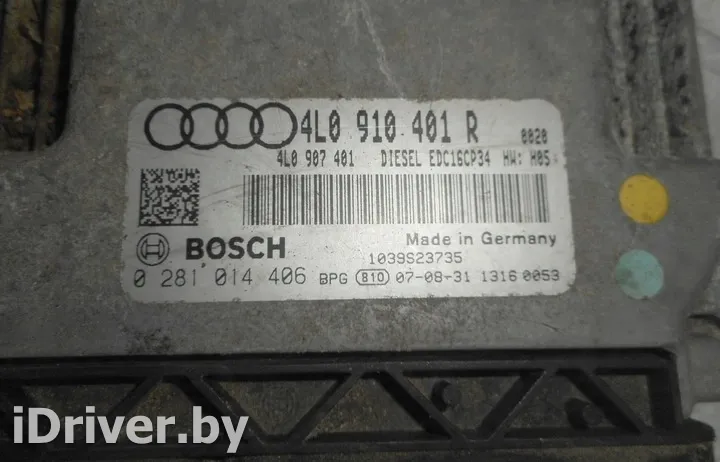 4L0 910 401 R 0020
4L0 907 401 DIESEL EDC16CP34 HW: H05
BOSCH Made in Germany
1039S23735
0 281 014 406 BPG 810 07-08-31 1316 0053
iDriver.by